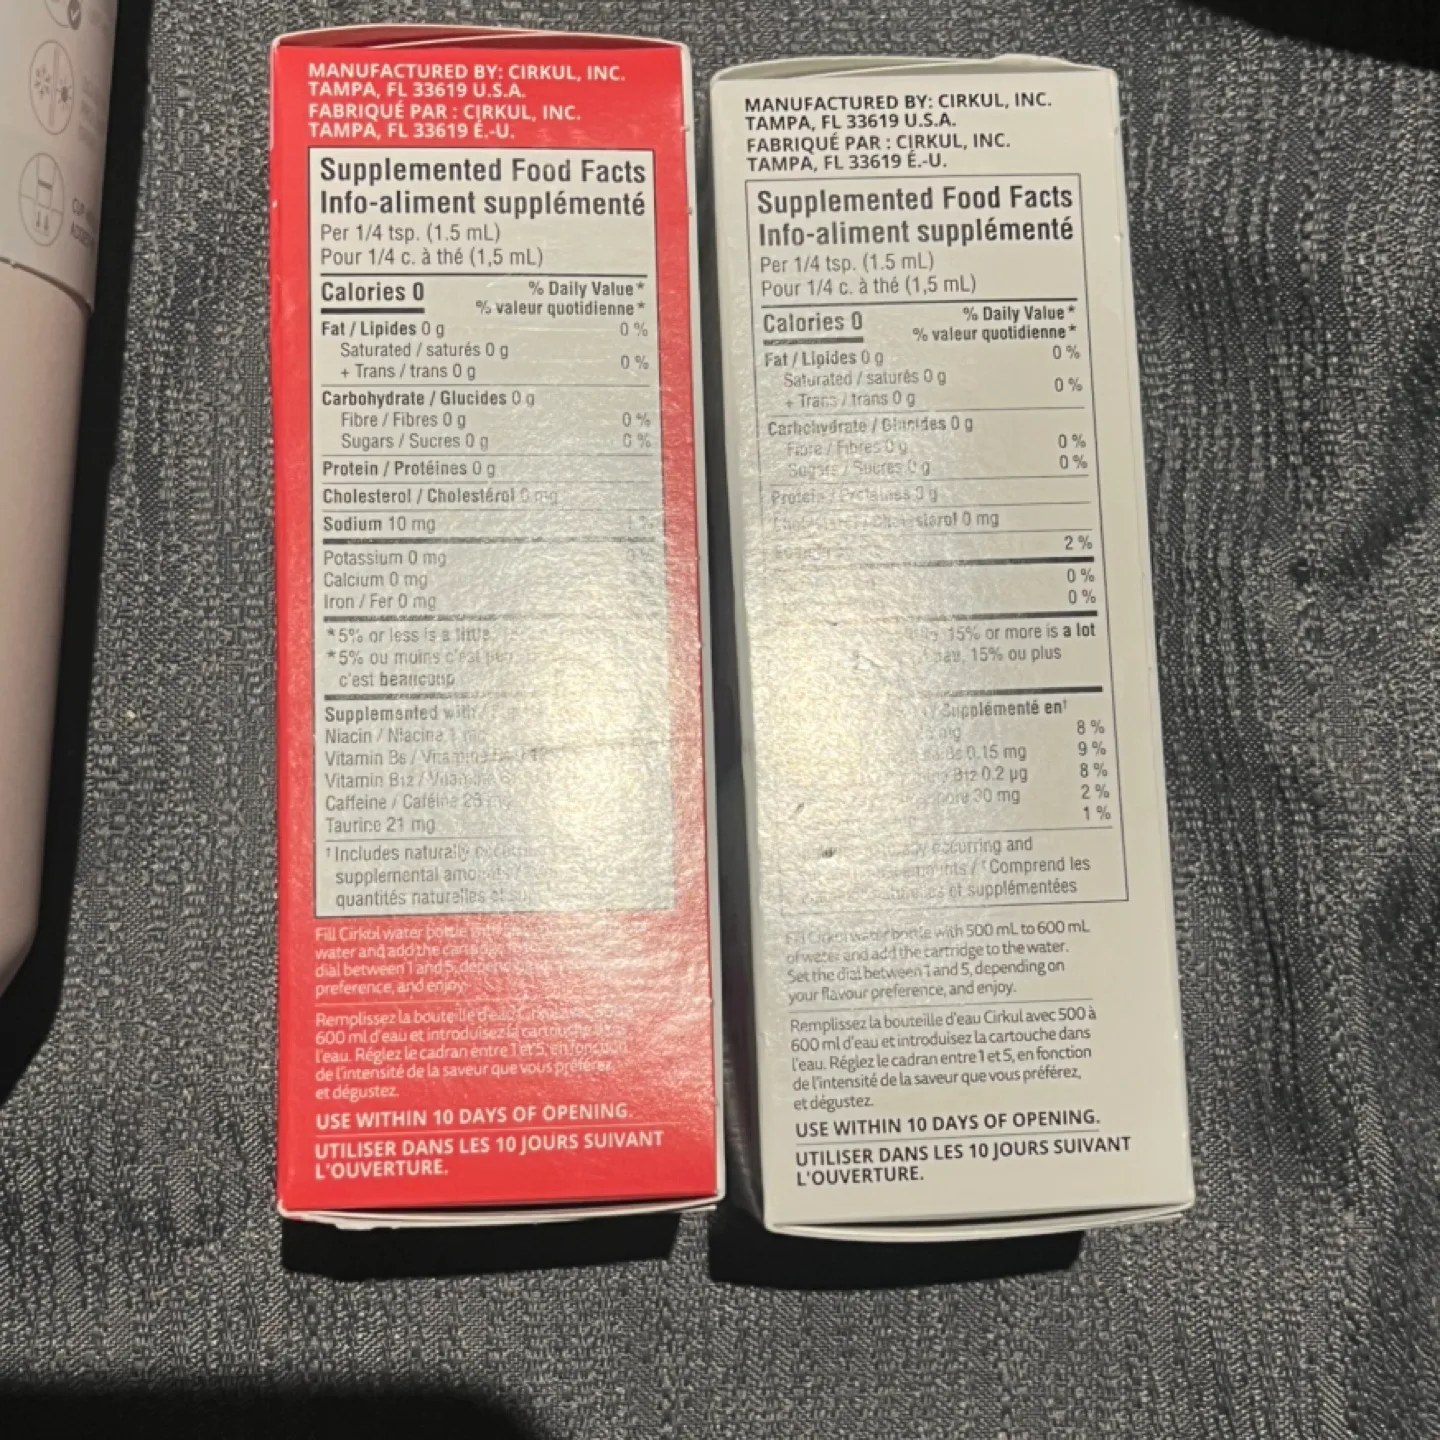 MANUFACTURED BY: CIRKUL, INC.
TAMPA, FL 33619 U.S.A.
FABRIQUÉ PAR : CIRKUL, INC.
TAMPA, FL 33619 É.-U.
Supplemented Food Facts
Info-aliment supplémenté
Per 1/4 tsp. (1.5 mL)
Pour 1/4 c. à thé (1,5 mL)
Calories 0
% Daily Value*
% valeur quotidienne*
Fat / Lipides 0 g 0 %
Saturated / saturés 0 g
+ Trans / trans 0 g 0 %
Carbohydrate / Glucides 0 g
Fibre / Fibres 0 g 0 %
Sugars / Sucres 0 g 0 %
Protein / Protéines 0 g
Cholesterol / Cholestérol 0 mg
Sodium 10 mg
Potassium 0 mg
Calcium 0 mg
Iron / Fer 0 mg
*5% or less is a little,
*5% ou moins c'est peu
c'est beaucoup
Supplemented with
Niacin / Niacine
Vitamin B6 /
Vitamin B12 /
Caffeine / Caféine
Taurine 21 mg
†Includes naturally
supplemental
quantités naturelles et
Fill Cirkul water bottle
water and add the
dial between 1 and 5,
preference, and enjoy.
Remplissez la bouteille d'eau
600 ml d'eau et introduisez la cartouche
l'eau. Réglez le cadran entre 1 et 5, en fonction
de l'intensité de la saveur que vous préférez,
et dégustez.
USE WITHIN 10 DAYS OF OPENING.
UTILISER DANS LES 10 JOURS SUIVANT
L'OUVERTURE.
MANUFACTURED BY: CIRKUL, INC.
TAMPA, FL 33619 U.S.A.
FABRIQUÉ PAR : CIRKUL, INC.
TAMPA, FL 33619 É.-U.
Supplemented Food Facts
Info-aliment supplémenté
Per 1/4 tsp. (1.5 mL)
Pour 1/4 c. à thé (1,5 mL)
Calories 0
% Daily Value*
% valeur quotidienne*
Fat / Lipides 0 g 0 %
Saturated / saturés 0 g
+ Trans / trans 0 g 0 %
Carbohydrate / Glucides 0 g
Fibre / Fibres 0 g 0 %
Sugars / Sucres 0 g 0 %
Protein / Protéines 0 g
0 mg
2 %
0 %
0 %
15% or more is a lot
15% ou plus
Supplémenté en†
8 %
0.15 mg 9 %
B12 0.2 µg 8 %
30 mg 2 %
1 %
occurring and
/ †Comprend les
et supplémentées
Fill Cirkul water bottle with 500 mL to 600 mL
of water and add the cartridge to the water.
Set the dial between 1 and 5, depending on
your flavour preference, and enjoy.
Remplissez la bouteille d'eau Cirkul avec 500 à
600 ml d'eau et introduisez la cartouche dans
l'eau. Réglez le cadran entre 1 et 5, en fonction
de l'intensité de la saveur que vous préférez,
et dégustez.
USE WITHIN 10 DAYS OF OPENING.
UTILISER DANS LES 10 JOURS SUIVANT
L'OUVERTURE.